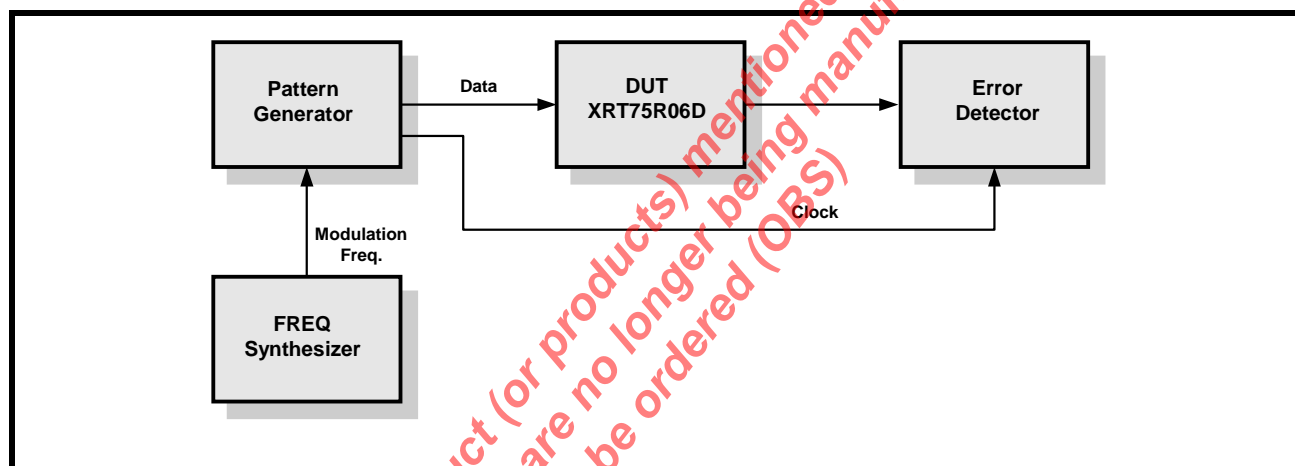 Pattern
Generator
Data
DUT
XRT75R06D
Error
Detector
Clock
Modulation
Freq.
FREQ
Synthesizer
uct (or products) mentioned
are no longer being manu
be ordered (OBS)